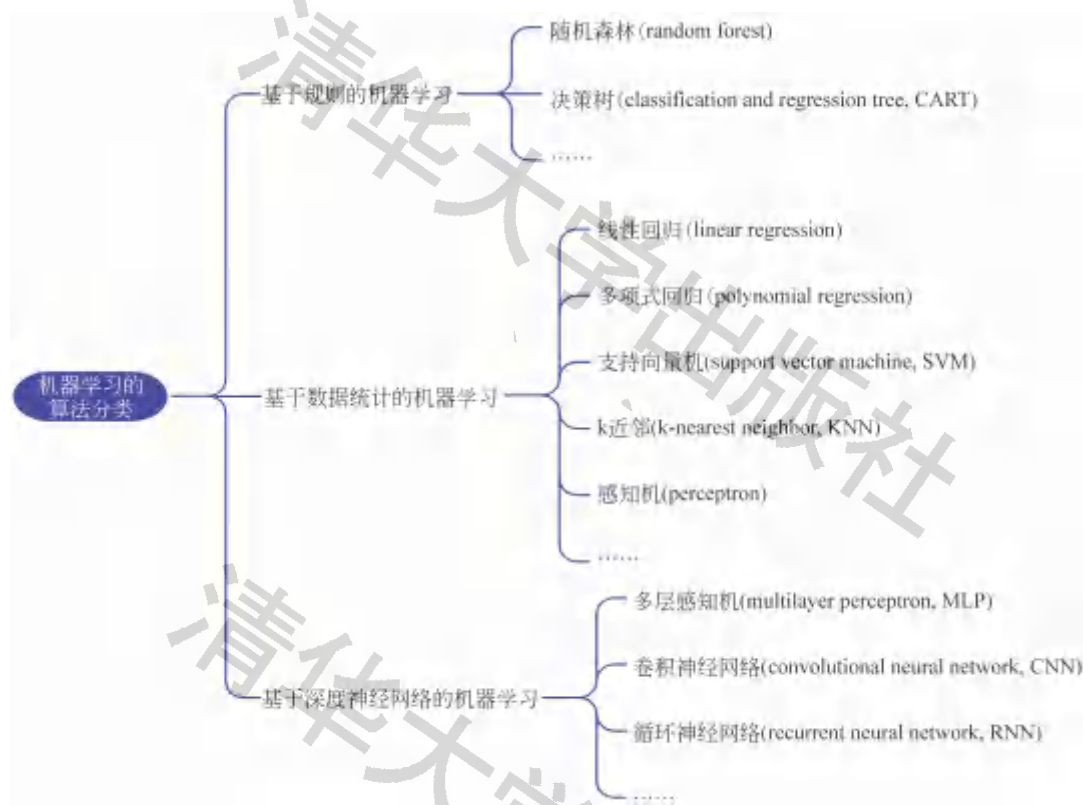 机器学习的
算法分类
基于规则的机器学习
随机森林(random forest)
决策树(classification and regression tree, CART)
……
基于数据统计的机器学习
线性回归(linear regression)
多项式回归(polynomial regression)
支持向量机(support vector machine, SVM)
k近邻(k-nearest neighbor, KNN)
感知机(perceptron)
……
基于深度神经网络的机器学习
多层感知机(multilayer perceptron, MLP)
卷积神经网络(convolutional neural network, CNN)
循环神经网络(recurrent neural network, RNN)
……
清华大学出版社
清华大学